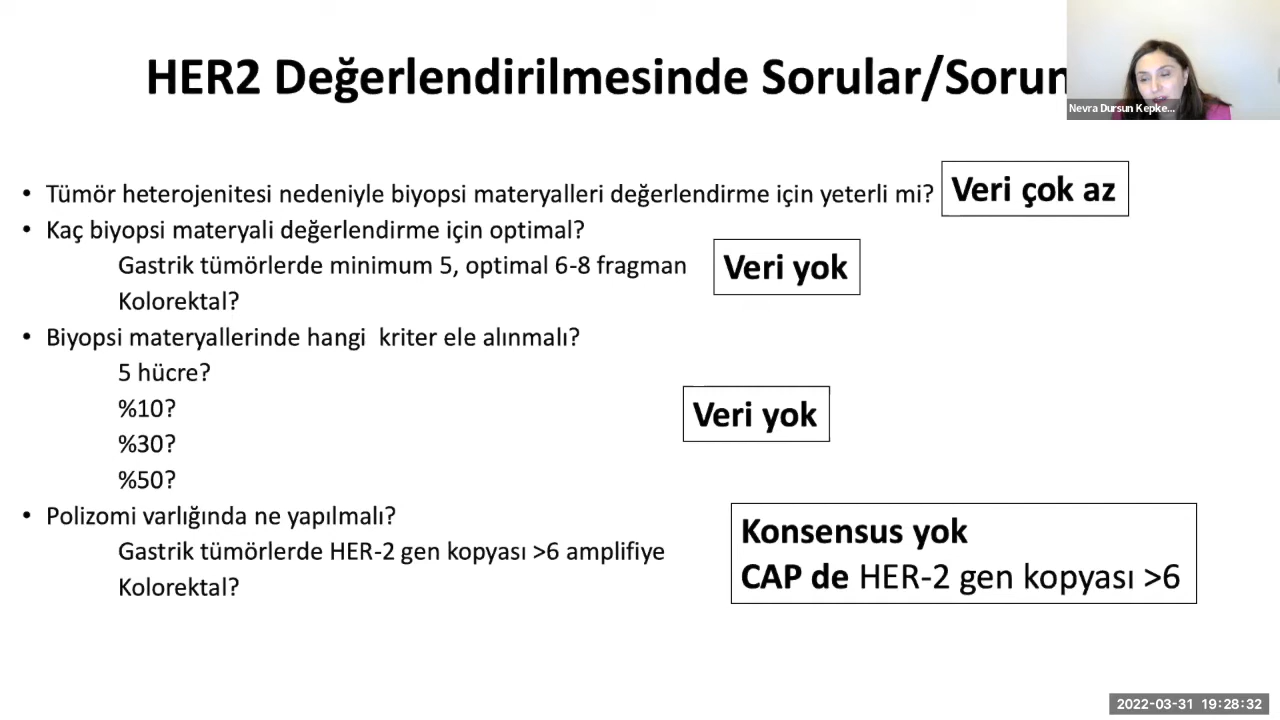 HER2 Değerlendirilmesinde Sorular/Sorun
Nevra Dursun Kepke...
• Tümör heterojenitesi nedeniyle biyopsi materyalleri değerlendirme için yeterli mi?
Veri çok az
• Kaç biyopsi materyali değerlendirme için optimal?
Gastrik tümörlerde minimum 5, optimal 6-8 fragman
Veri yok
Kolorektal?
• Biyopsi materyallerinde hangi kriter ele alınmalı?
5 hücre?
%10?
Veri yok
%30?
%50?
• Polizomi varlığında ne yapılmalı?
Gastrik tümörlerde HER-2 gen kopyası >6 amplifiye
Kolorektal?
Konsensus yok
CAP de HER-2 gen kopyası >6
2022-03-31 19:28:32